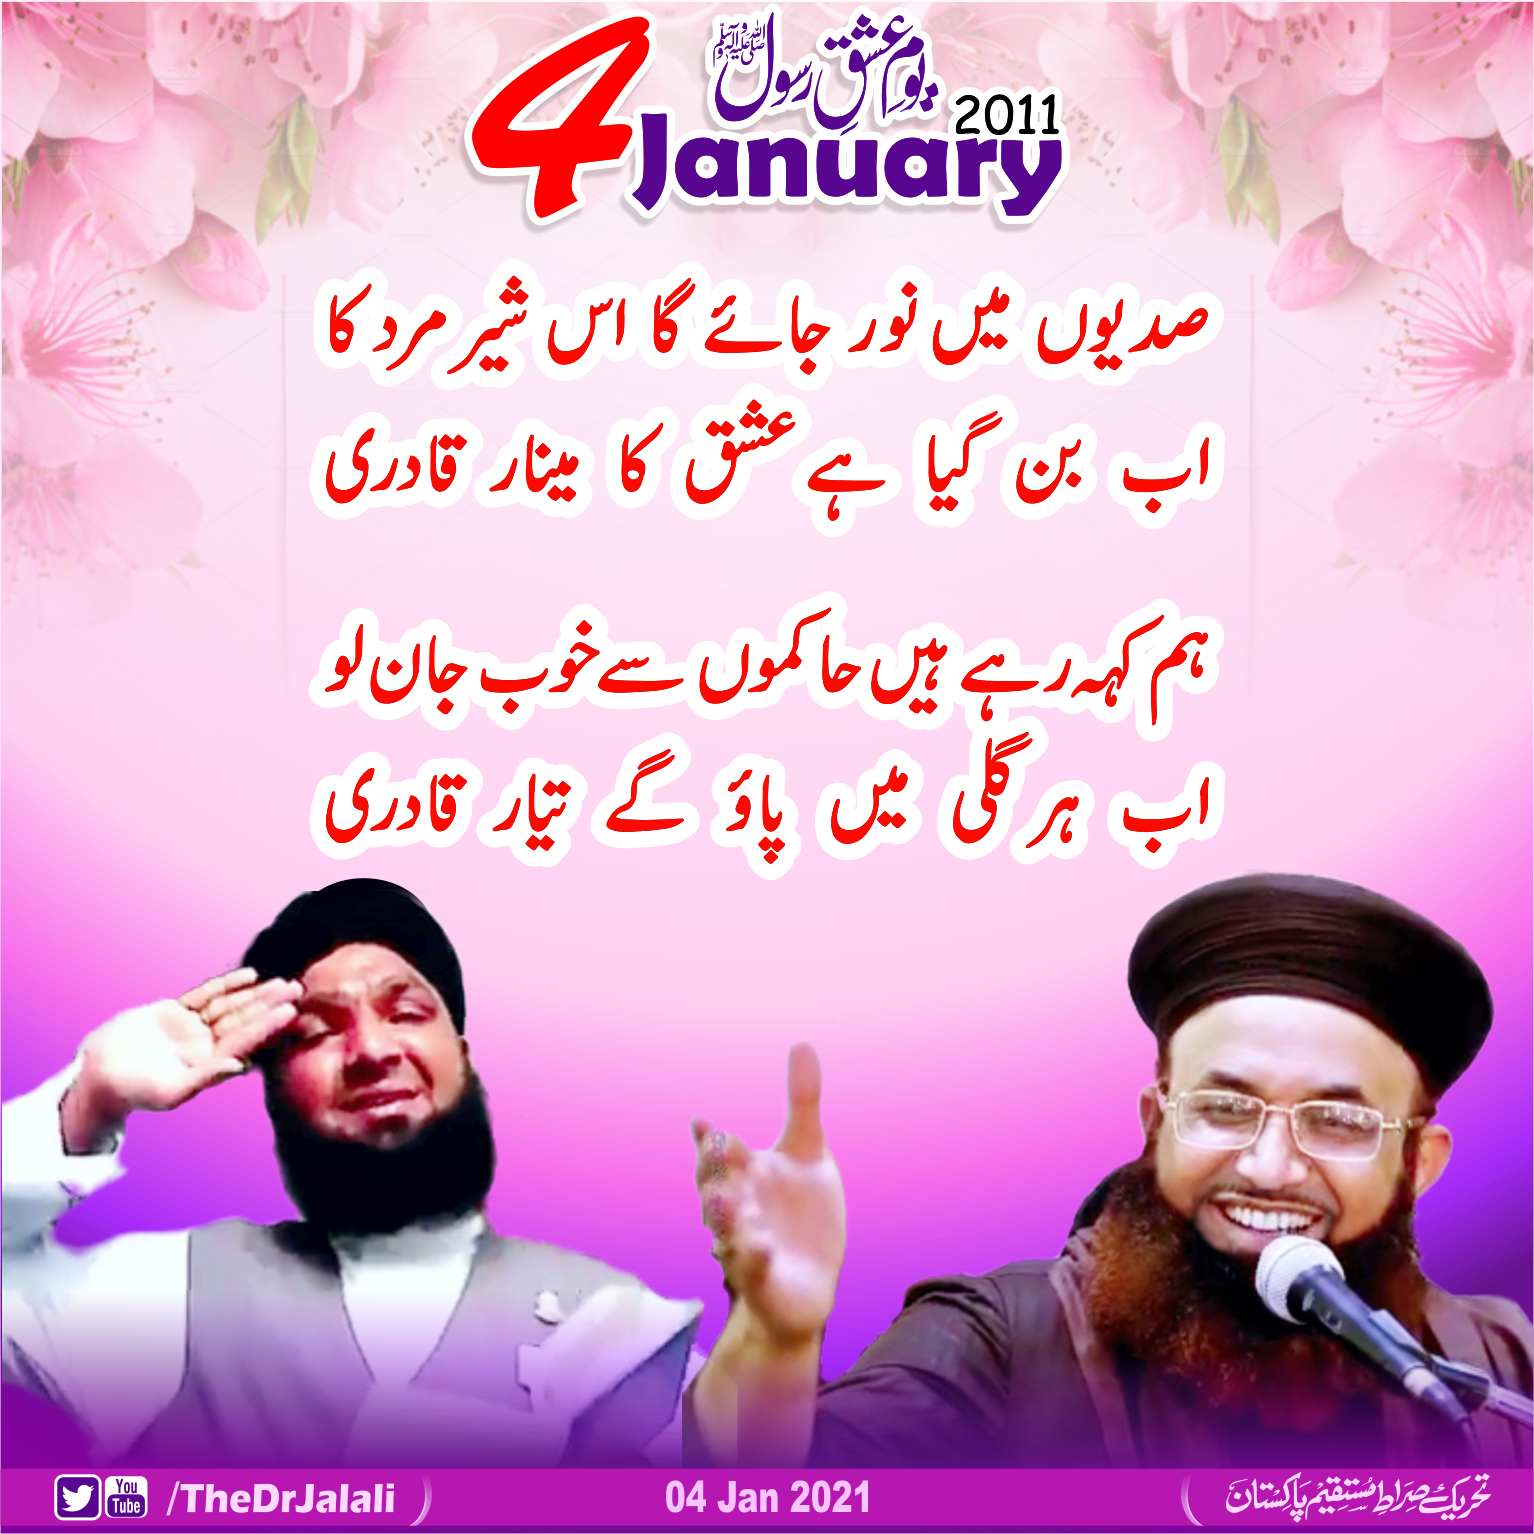 4 January 2011
یومِ عشقِ رسول ﷺ
صدیوں میں نور جائے گا اس شیر مرد کا
اب بن گیا ہے عشق کا مینار قادری
ہم کہہ رہے ہیں حاکموں سے خوب جان لو
اب ہر گلی میں پاؤ گے تیار قادری
You Tube /TheDrJalali
04 Jan 2021
تحریک صراطِ مستقیم پاکستان